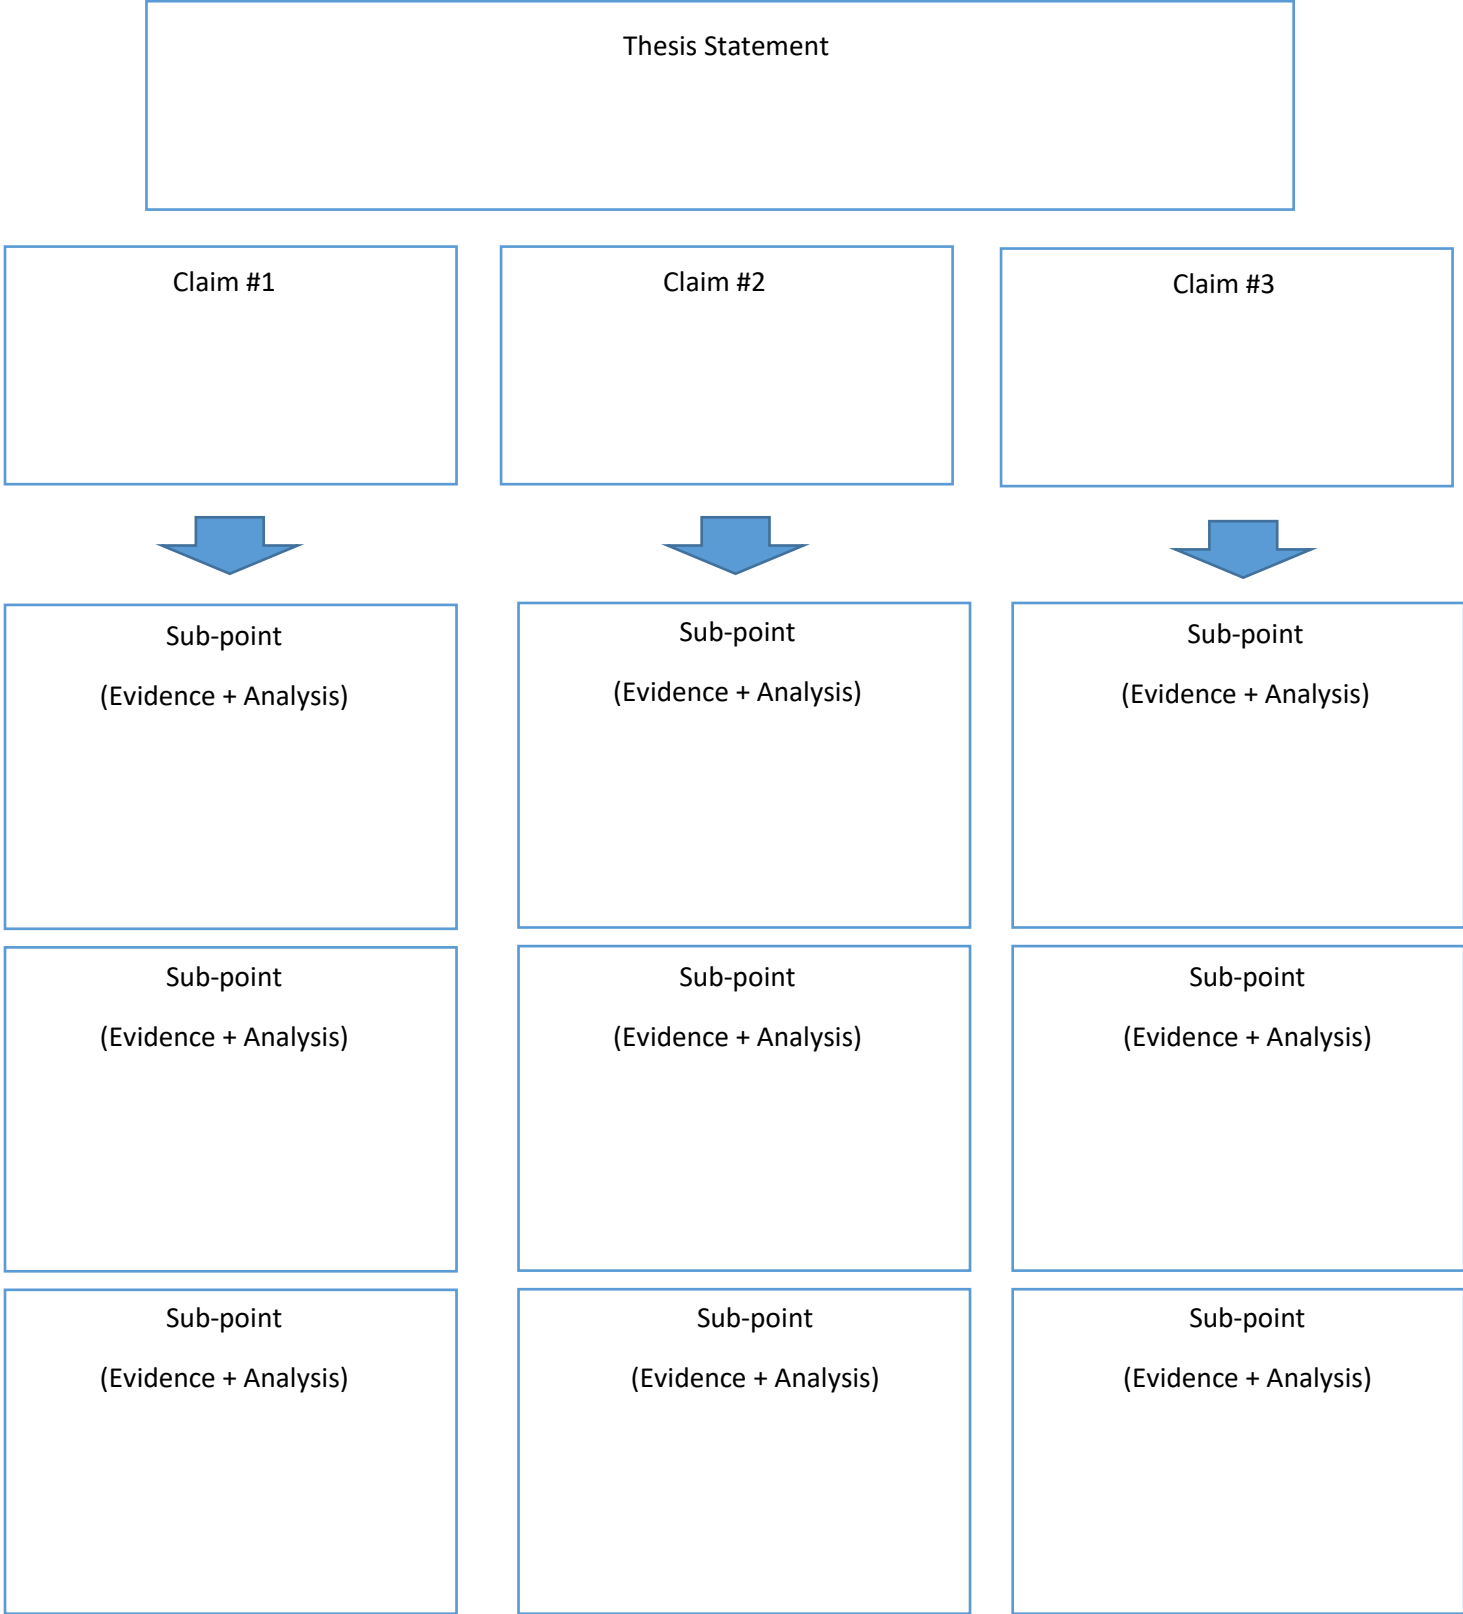 Thesis Statement
Claim #1
Claim #2
Claim #3
Sub-point
(Evidence + Analysis)
Sub-point
(Evidence + Analysis)
Sub-point
(Evidence + Analysis)
Sub-point
(Evidence + Analysis)
Sub-point
(Evidence + Analysis)
Sub-point
(Evidence + Analysis)
Sub-point
(Evidence + Analysis)
Sub-point
(Evidence + Analysis)
Sub-point
(Evidence + Analysis)